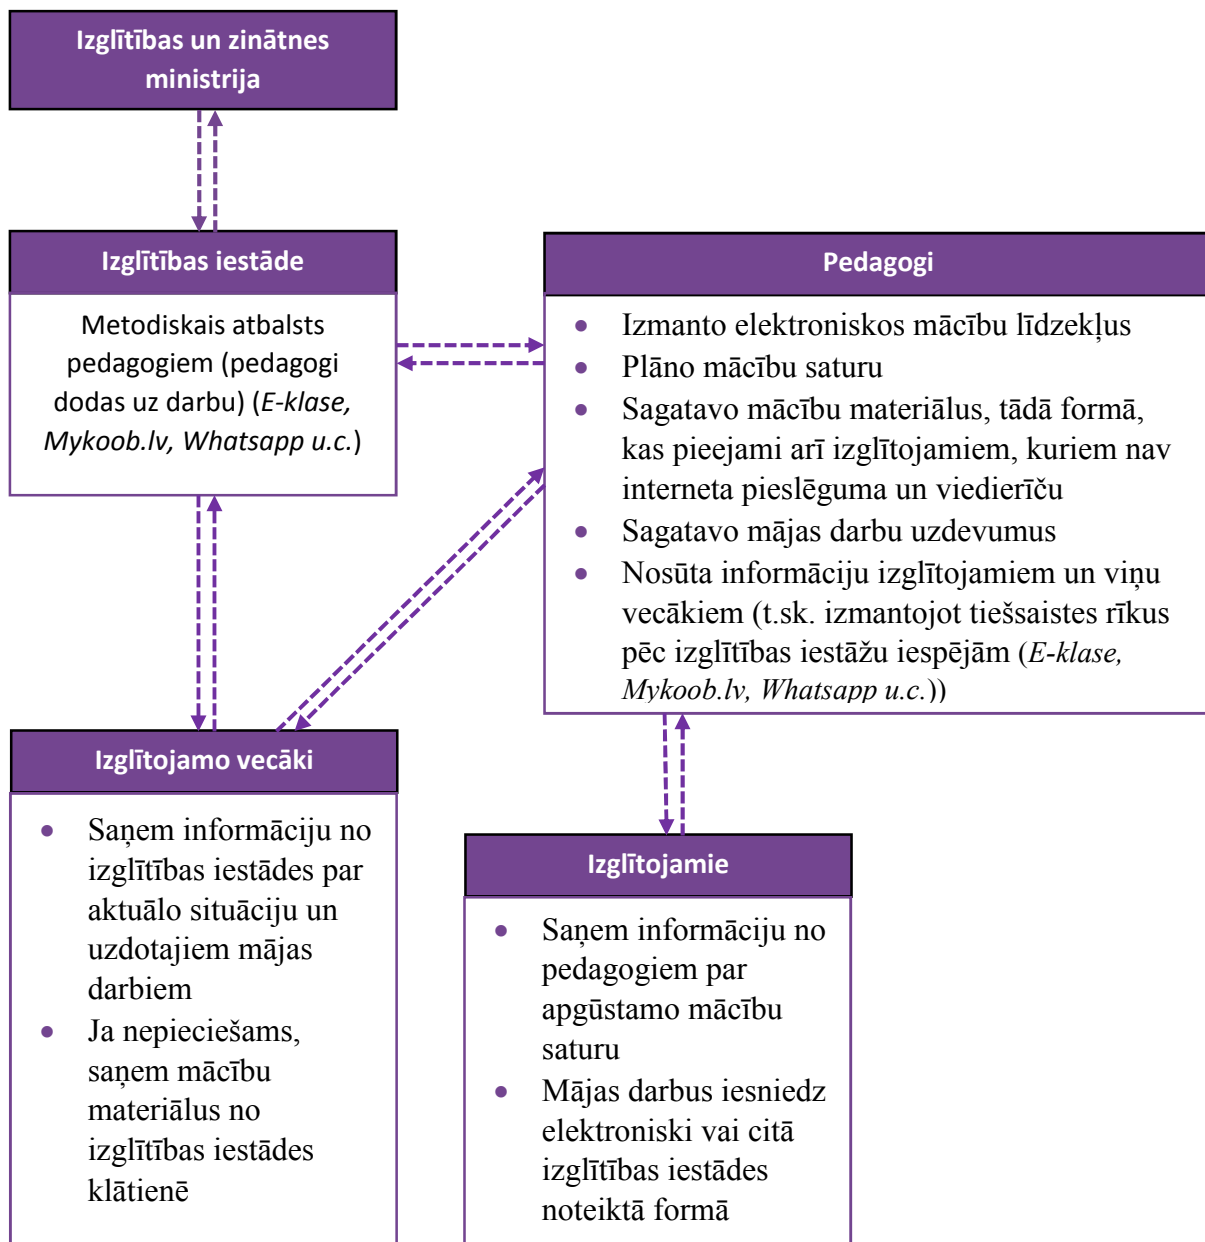 Izglītības un zinātnes
ministrija
Izglītības iestāde
Metodiskais atbalsts
pedagogiem (pedagogi
dodas uz darbu) (E-klase,
Mykoob.lv, Whatsapp u.c.)
Pedagogi
• Izmanto elektroniskos mācību līdzekļus
• Plāno mācību saturu
• Sagatavo mācību materiālus, tādā formā,
kas pieejami arī izglītojamiem, kuriem nav
interneta pieslēguma un viedierīču
• Sagatavo mājas darbu uzdevumus
• Nosūta informāciju izglītojamiem un viņu
vecākiem (t.sk. izmantojot tiešsaistes rīkus
pēc izglītības iestāžu iespējām (E-klase,
Mykoob.lv, Whatsapp u.c.))
Izglītojamo vecāki
• Saņem informāciju no
izglītības iestādes par
aktuālo situāciju un
uzdotajiem mājas
darbiem
• Ja nepieciešams,
saņem mācību
materiālus no
izglītības iestādes
klātienē
Izglītojamie
• Saņem informāciju no
pedagogiem par
apgūstamo mācību
saturu
• Mājas darbus iesniedz
elektroniski vai citā
izglītības iestādes
noteiktā formā